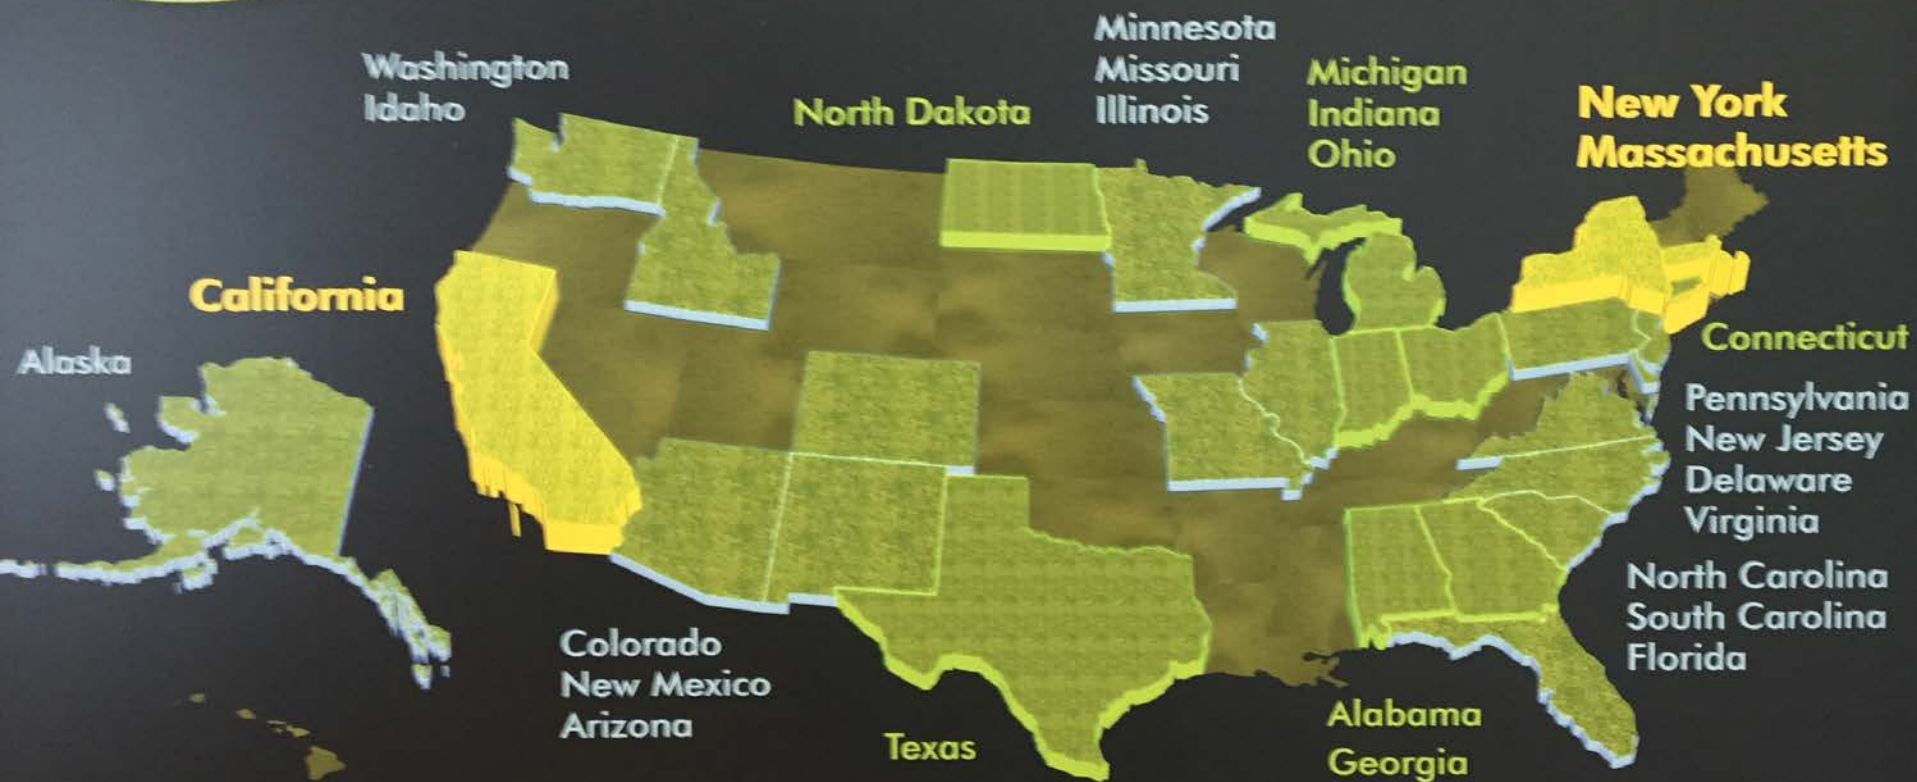 Washington
Idaho
North Dakota
Minnesota
Missouri
Illinois
Michigan
Indiana
Ohio
New York
Massachusetts
California
Alaska
Connecticut
Pennsylvania
New Jersey
Delaware
Virginia
North Carolina
South Carolina
Florida
Colorado
New Mexico
Arizona
Texas
Alabama
Georgia